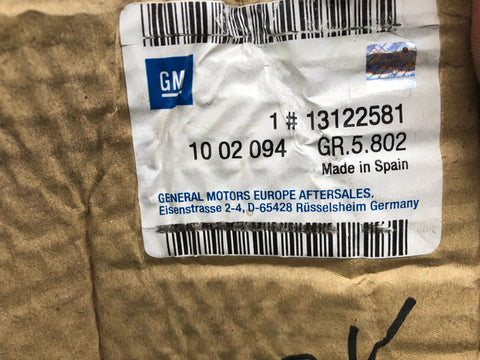 GM
1 # 13122581
10 02 094 GR.5.802
Made in Spain
GENERAL MOTORS EUROPE AFTERSALES.
Eisenstrasse 2-4, D-65428 Rüsselsheim Germany